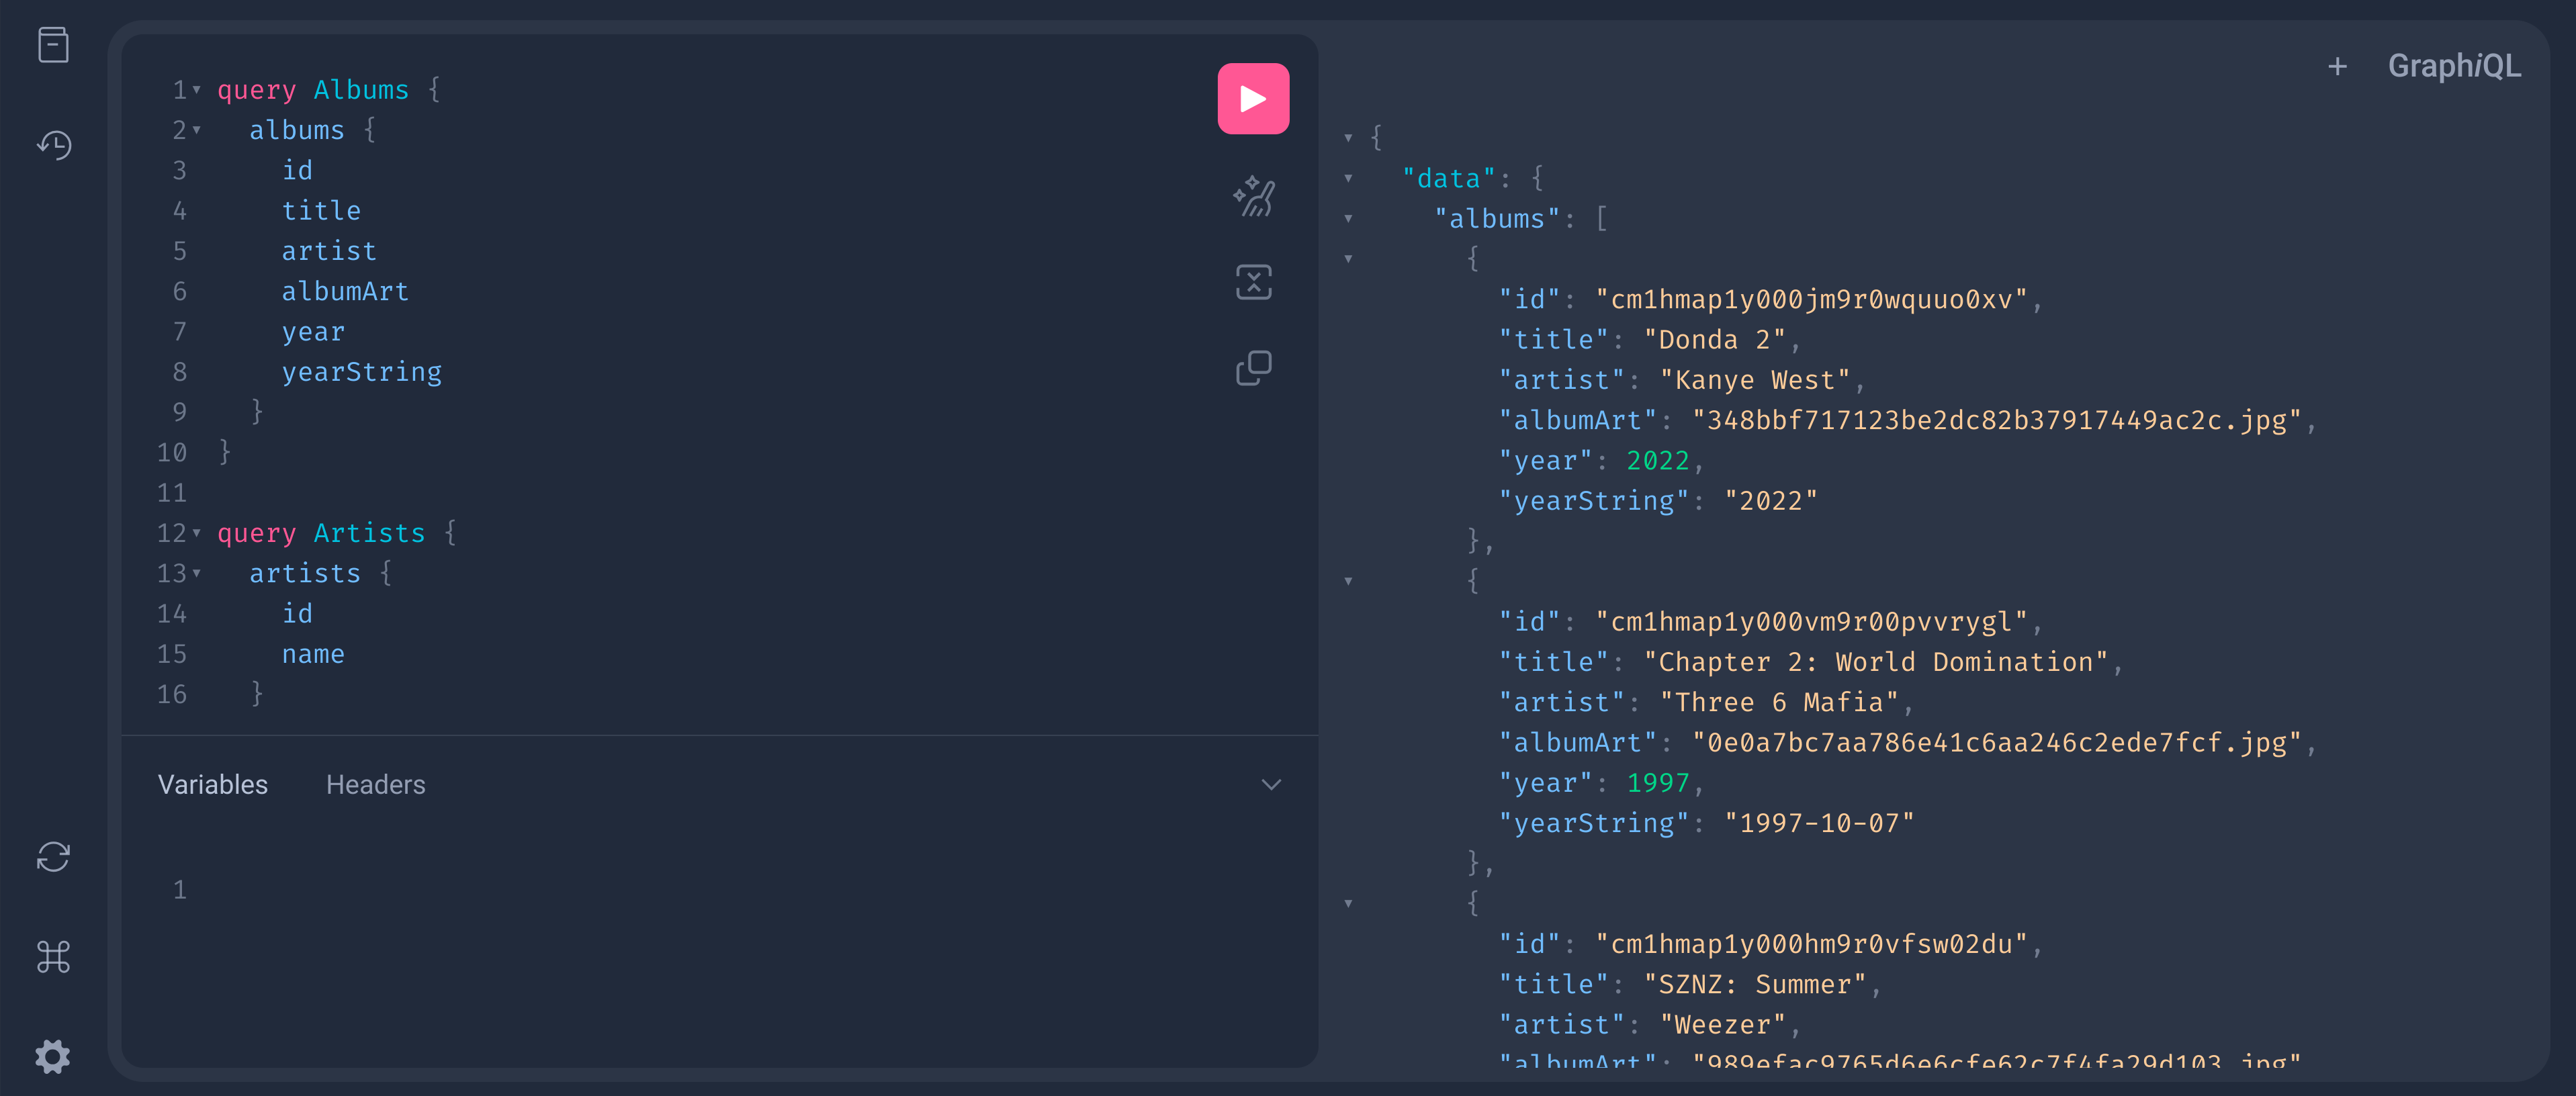 1 query Albums {
2 albums {
3 id
4 title
5 artist
6 albumArt
7 year
8 yearString
9 }
10 }
11
12 query Artists {
13 artists {
14 id
15 name
16 }
Variables Headers
1
+ GraphiQL
{
"data": {
"albums": [
{
"id": "cm1hmap1y000jm9r0wquuo0xv",
"title": "Donda 2",
"artist": "Kanye West",
"albumArt": "348bbf717123be2dc82b37917449ac2c.jpg",
"year": 2022,
"yearString": "2022"
},
{
"id": "cm1hmap1y000vm9r00pvvrygl",
"title": "Chapter 2: World Domination",
"artist": "Three 6 Mafia",
"albumArt": "0e0a7bc7aa786e41c6aa246c2ede7fcf.jpg",
"year": 1997,
"yearString": "1997-10-07"
},
{
"id": "cm1hmap1y000hm9r0vfsw02du",
"title": "SZNZ: Summer",
"artist": "Weezer",
"albumArt": "989efac9765d6e6cfe62c7f4fa29d103.jpg"